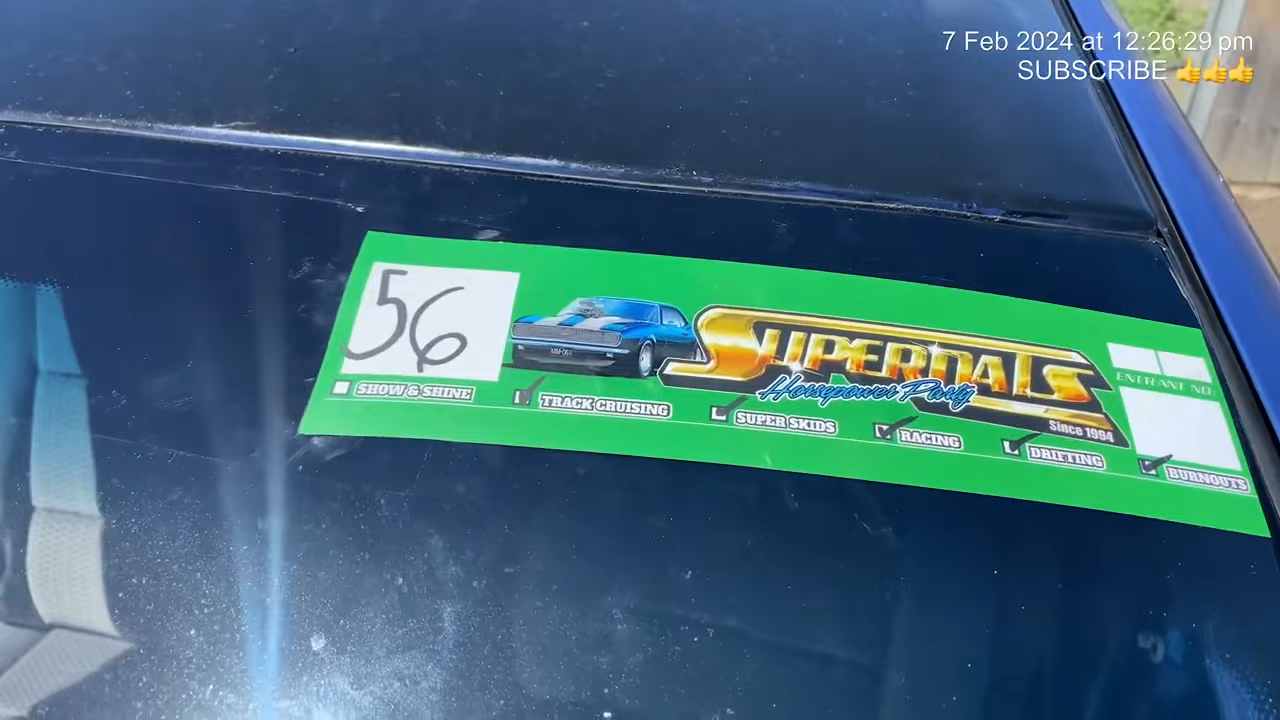 7 Feb 2024 at 12:26:29 pm
SUBSCRIBE 👍👍👍
56
SUPERNATS
Horsepower Party
Since 1994
ENTRANT NO.
SHOW & SHINE
TRACK CRUISING
SUPER SKIDS
RACING
DRIFTING
BURNOUTS